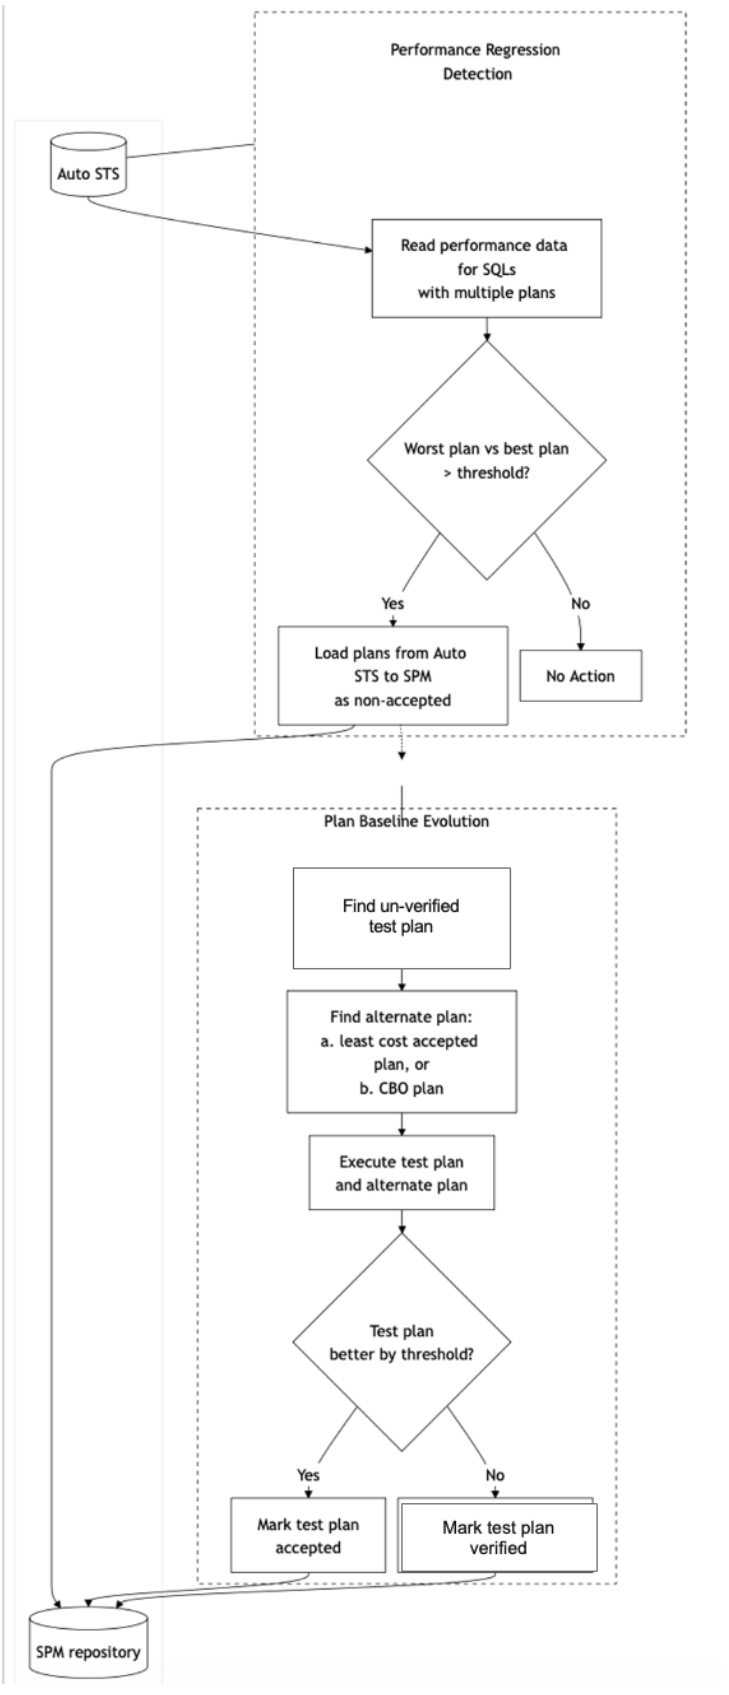 Performance Regression
Detection
Auto STS
Read performance data
for SQLs
with multiple plans
Worst plan vs best plan
> threshold?
Yes
No
Load plans from Auto
STS to SPM
as non-accepted
No Action
Plan Baseline Evolution
Find un-verified
test plan
Find alternate plan:
a. least cost accepted
plan, or
b. CBO plan
Execute test plan
and alternate plan
Test plan
better by threshold?
Yes
No
Mark test plan
accepted
Mark test plan
verified
SPM repository